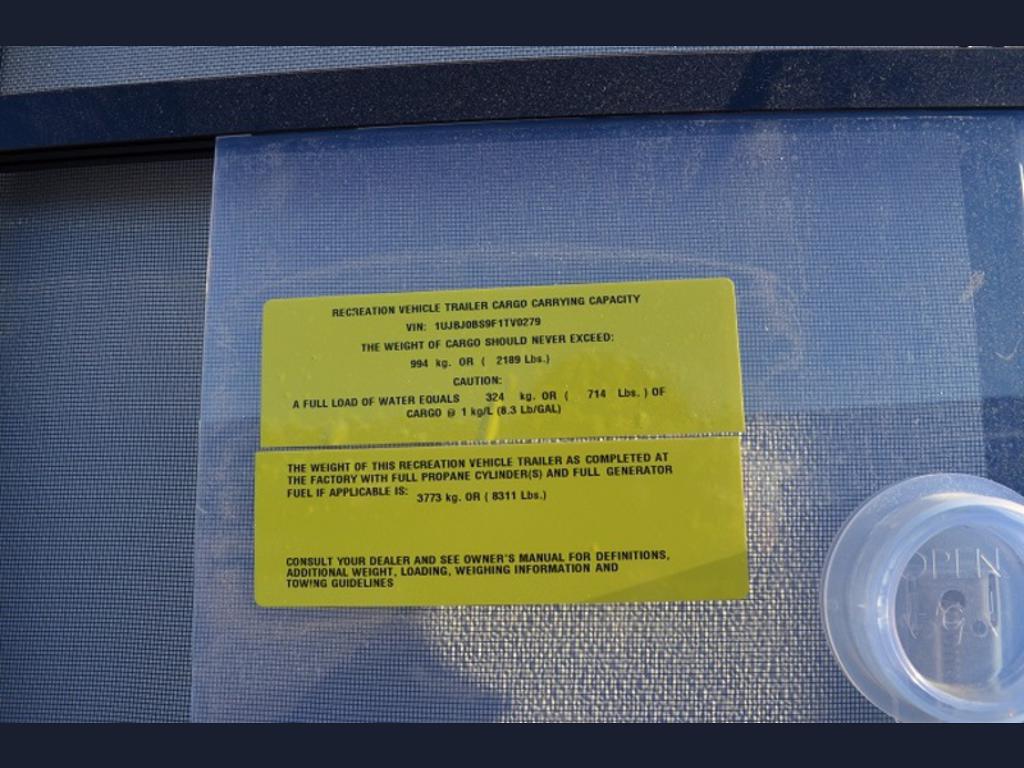 RECREATION VEHICLE TRAILER CARGO CARRYING CAPACITY
VIN: 1UJBJ0BS9F1TV0279
THE WEIGHT OF CARGO SHOULD NEVER EXCEED:
994 kg. OR ( 2189 Lbs.)
CAUTION:
A FULL LOAD OF WATER EQUALS 324 kg. OR ( 714 Lbs. ) OF
CARGO @ 1 kg/L (8.3 Lb/GAL)
THE WEIGHT OF THIS RECREATION VEHICLE TRAILER AS COMPLETED AT
THE FACTORY WITH FULL PROPANE CYLINDER(S) AND FULL GENERATOR
FUEL IF APPLICABLE IS: 3773 kg. OR ( 8311 Lbs.)
CONSULT YOUR DEALER AND SEE OWNER'S MANUAL FOR DEFINITIONS,
ADDITIONAL WEIGHT, LOADING, WEIGHING INFORMATION AND
TOWING GUIDELINES
OPEN